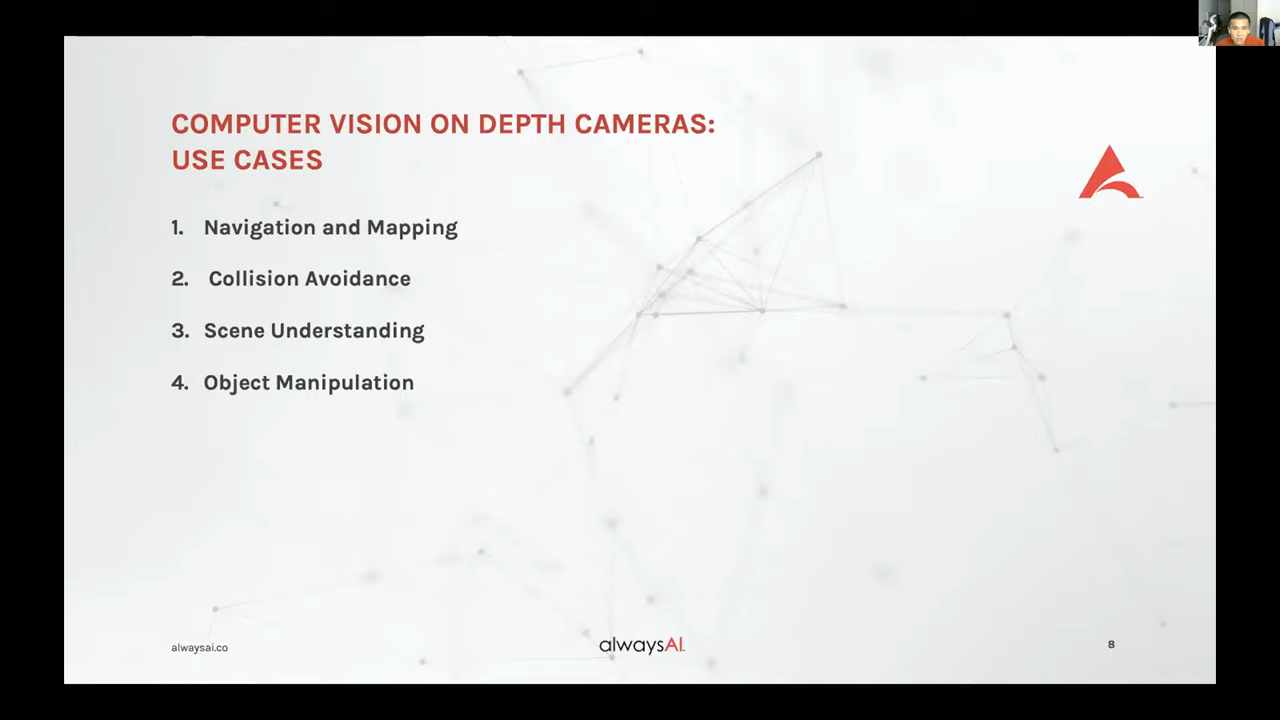 COMPUTER VISION ON DEPTH CAMERAS:
USE CASES
1. Navigation and Mapping
2. Collision Avoidance
3. Scene Understanding
4. Object Manipulation
alwaysai.co
alwaysAI
8